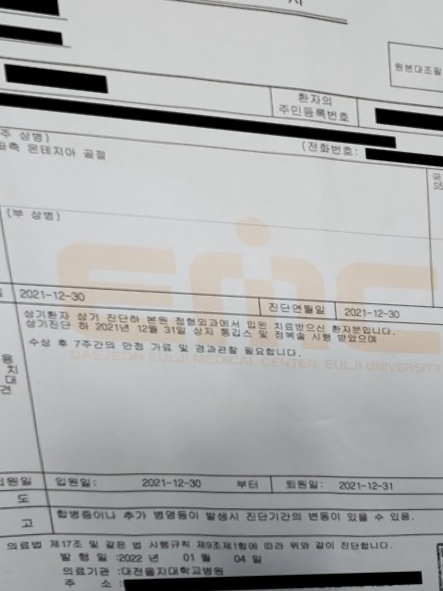 원본대조필
환자의
주민등록번호
주 상병)
(전화번호:
좌측 몬테지아 골절
(부 상병)
EMC
2021-12-30
진단연월일
2021-12-30
상기환자 상기 진단하 본원 정형외과에서 입원 치료받으신 환자분입니다.
상기진단 하 2021년 12월 31일 상지 통깁스 및 정복술 시행 받았으며
수상 후 7주간의 안정 가료 및 경과관찰 필요합니다.
DAEJEON EULJI MEDICAL CENTER, EULJI UNIVERSITY
치
대
견
입원일
입원일:
2021-12-30
부터
퇴원일:
2021-12-31
도
고
합병증이나 추가 병명등이 발생시 진단기간의 변동이 있을 수 있음.
의료법 제17조 및 같은 법 시행규칙 제9조제1항에 따라 위와 같이 진단합니다.
발 행 일 :2022 년 01 월 04 일
의료기관 :대전을지대학교병원
주 소 :